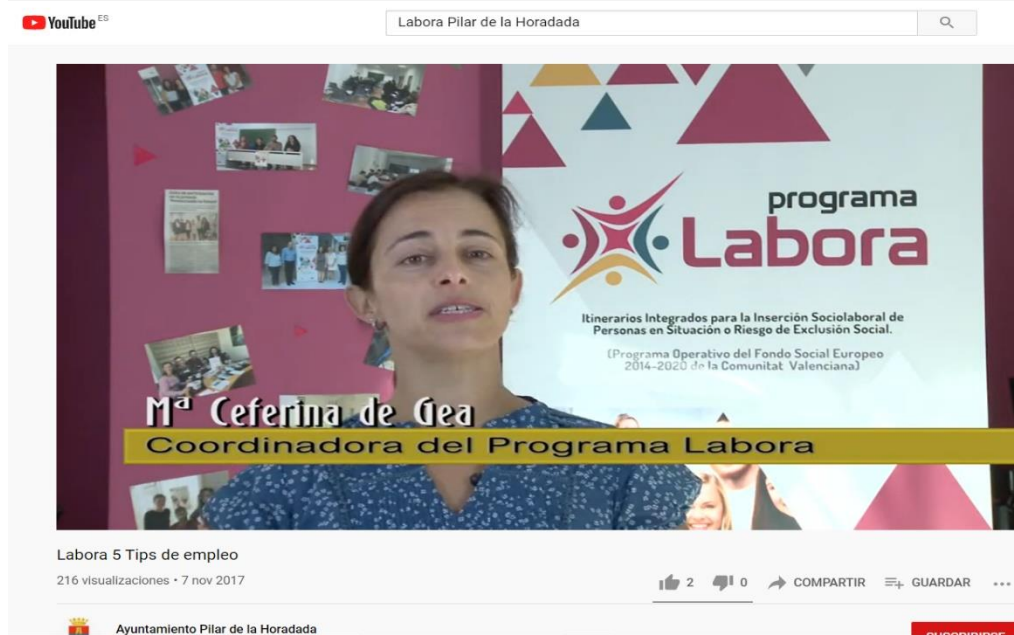 YouTube ES
Labora Pilar de la Horadada
programa
Labora
Itinerarios Integrados para la Inserción Sociolaboral de
Personas en Situación o Riesgo de Exclusión Social.
(Programa Operativo del Fondo Social Europeo
2014-2020 de la Comunitat Valenciana)
Mª Ceferina de Gea
Coordinadora del Programa Labora
Labora 5 Tips de empleo
216 visualizaciones • 7 nov 2017
2
0
COMPARTIR
GUARDAR
Ayuntamiento Pilar de la Horadada
SUSCRIBIRSE